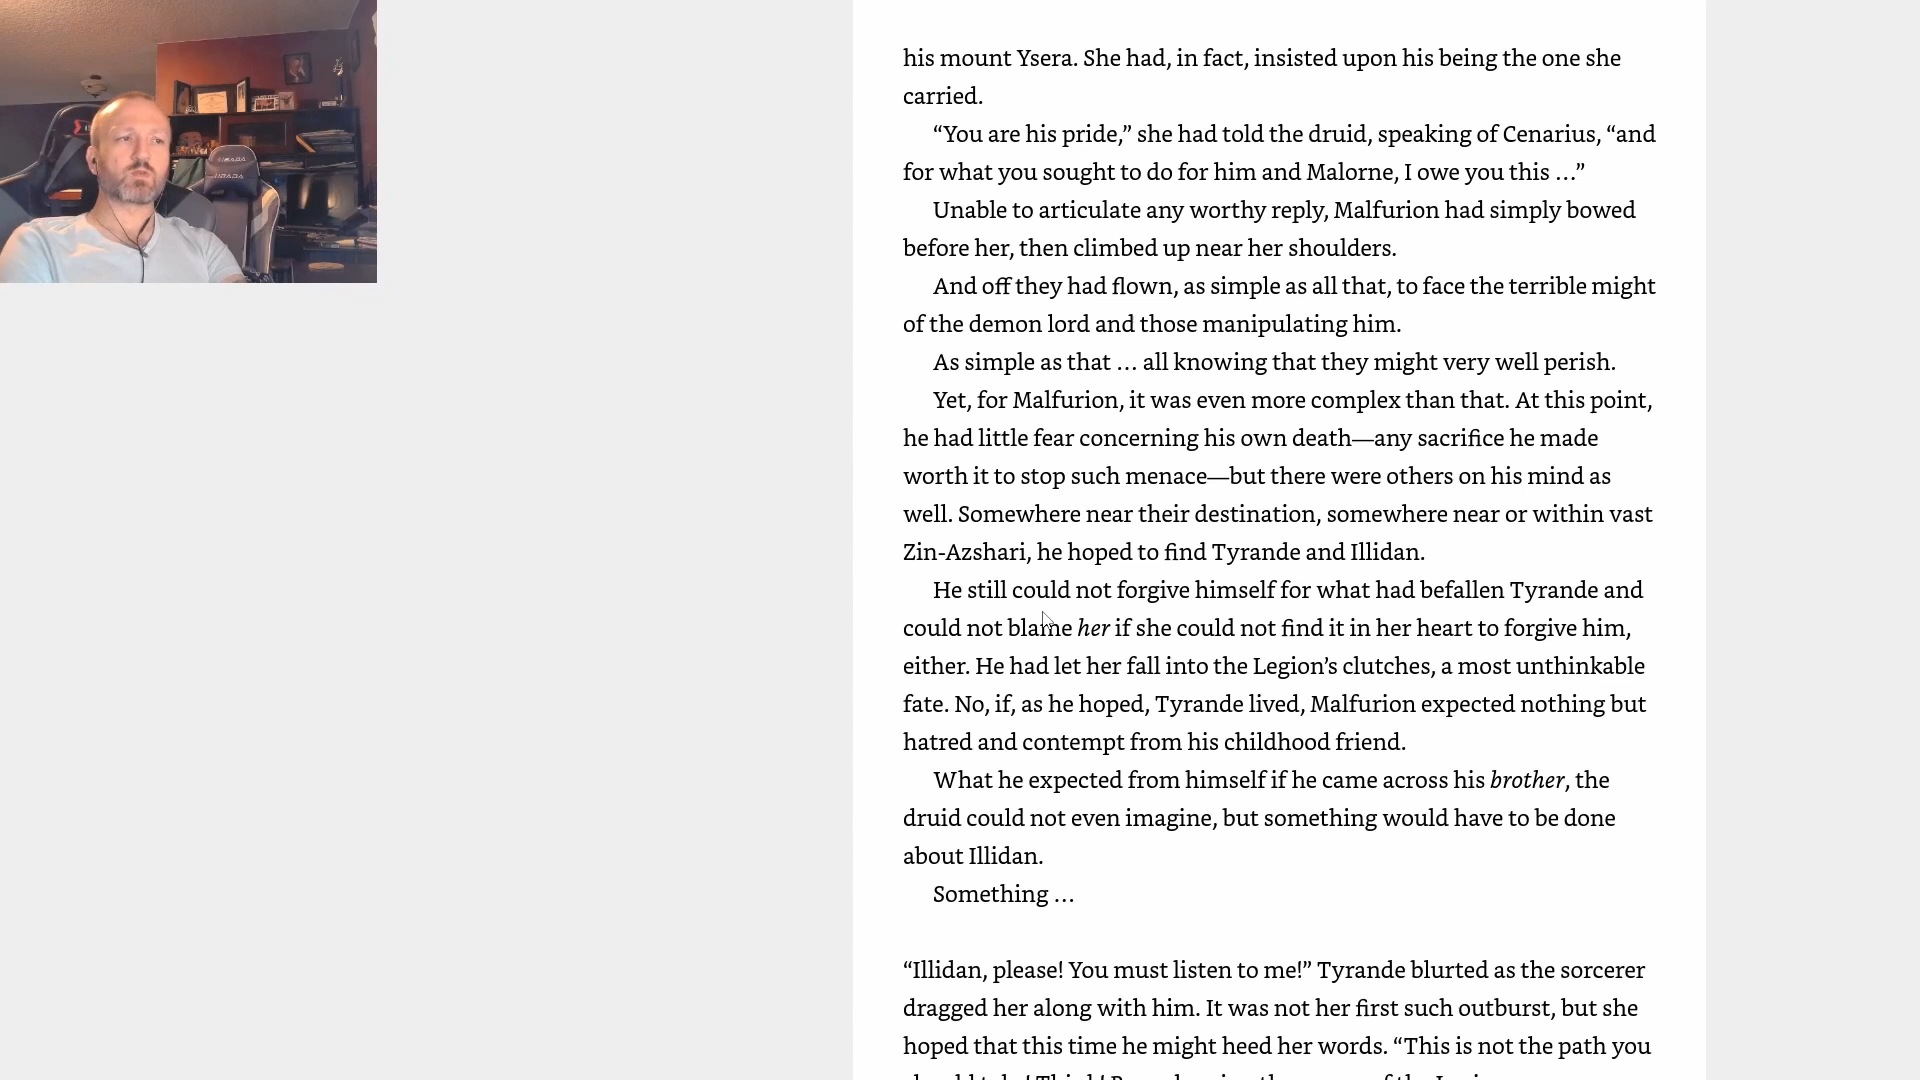 his mount Ysera. She had, in fact, insisted upon his being the one she
carried.
“You are his pride,” she had told the druid, speaking of Cenarius, “and
for what you sought to do for him and Malorne, I owe you this …”
Unable to articulate any worthy reply, Malfurion had simply bowed
before her, then climbed up near her shoulders.
And off they had flown, as simple as all that, to face the terrible might
of the demon lord and those manipulating him.
As simple as that … all knowing that they might very well perish.
Yet, for Malfurion, it was even more complex than that. At this point,
he had little fear concerning his own death—any sacrifice he made
worth it to stop such menace—but there were others on his mind as
well. Somewhere near their destination, somewhere near or within vast
Zin-Azshari, he hoped to find Tyrande and Illidan.
He still could not forgive himself for what had befallen Tyrande and
could not blame her if she could not find it in her heart to forgive him,
either. He had let her fall into the Legion’s clutches, a most unthinkable
fate. No, if, as he hoped, Tyrande lived, Malfurion expected nothing but
hatred and contempt from his childhood friend.
What he expected from himself if he came across his brother, the
druid could not even imagine, but something would have to be done
about Illidan.
Something …
“Illidan, please! You must listen to me!” Tyrande blurted as the sorcerer
dragged her along with him. It was not her first such outburst, but she
hoped that this time he might heed her words. “This is not the path you